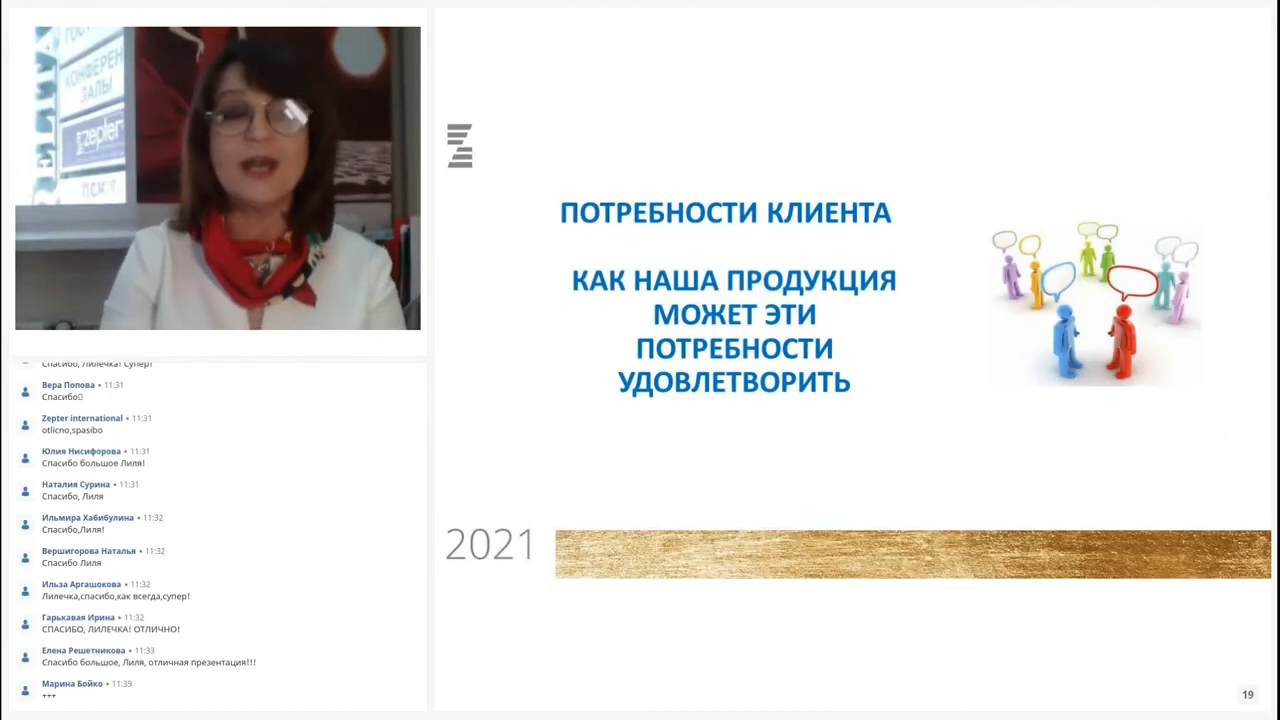 КОНФЕРЕН
ЗАЛЫ
zepter
Спасибо, Лилечка! Супер!
Вера Попова • 11:31
Спасибо
Zepter international • 11:31
otlicno,spasibo
Юлия Нисифорова • 11:31
Спасибо большое Лиля!
Наталия Сурина • 11:31
Спасибо, Лиля
Ильмира Хабибулина • 11:32
Спасибо,Лиля!
Вершигорова Наталья • 11:32
Спасибо Лиля
Ильза Аргашокова • 11:32
Лилечка,спасибо,как всегда,супер!
Гарькавая Ирина • 11:32
СПАСИБО, ЛИЛЕЧКА! ОТЛИЧНО!
Елена Решетникова • 11:33
Спасибо большое, Лиля, отличная презентация!!!
Марина Бойко • 11:39
+++
ПОТРЕБНОСТИ КЛИЕНТА
КАК НАША ПРОДУКЦИЯ
МОЖЕТ ЭТИ
ПОТРЕБНОСТИ
УДОВЛЕТВОРИТЬ
2021
19